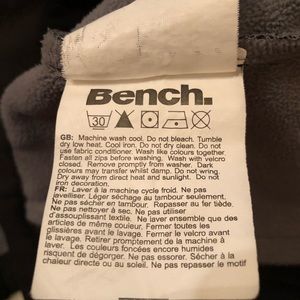 Bench.
30
GB: Machine wash cool. Do not bleach. Tumble
dry low heat. Cool iron. Do not dry clean. Do not
use fabric conditioner. Wash like colours together
Fasten all zips before washing. Wash with velcro
closed. Remove promptly from washer. Dark
colours may transfer whilst damp. Do not wring.
Dry away from direct heat and sunlight. Do not
iron decoration.
FR: Laver à la machine cycle froid. Ne pas
javelliser. Léger séchage au tambour seulement.
Ne pas séchér en tambour. Ne pas repasser.
Ne pas nettoyer à sec. Ne pas utiliser
d'assouplissant textile. Ne laver ensemble que des
articles de même couleur. Fermer toutes les
glissières avant le lavage. Fermer le velcro avant
le lavage. Retirer promptement de la machine à
laver. Les couleurs foncées encore humides
risquent de dégorger. Ne pas essorer. Sécher à la
chaleur directe ou au soleil. Ne pas repasser le motif